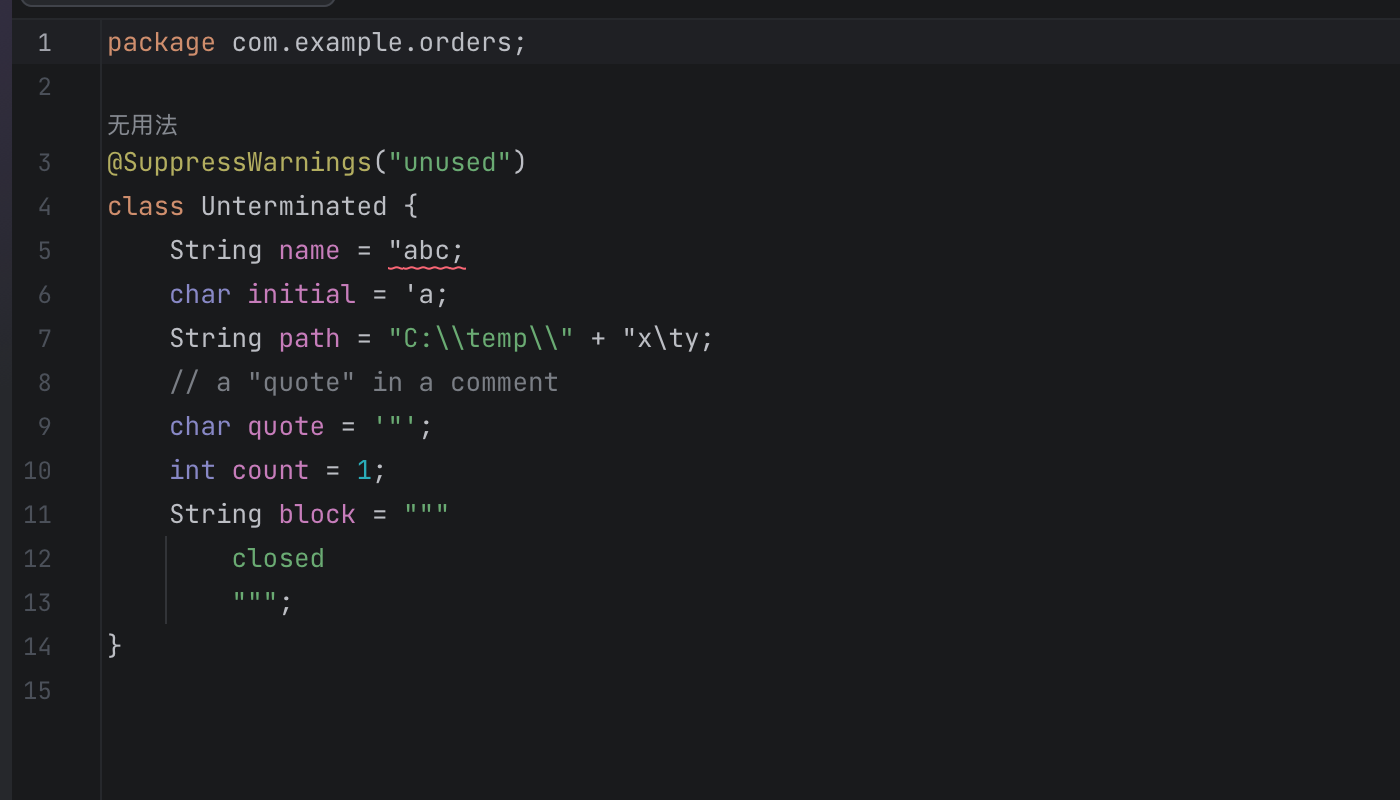 1 package com.example.orders;
2
无用法
3 @SuppressWarnings("unused")
4 class Unterminated {
5     String name = "abc;
6     char initial = 'a;
7     String path = "C:\\temp\\" + "x\ty;
8     // a "quote" in a comment
9     char quote = '"';
10     int count = 1;
11     String block = """
12         closed
13         """;
14 }
15